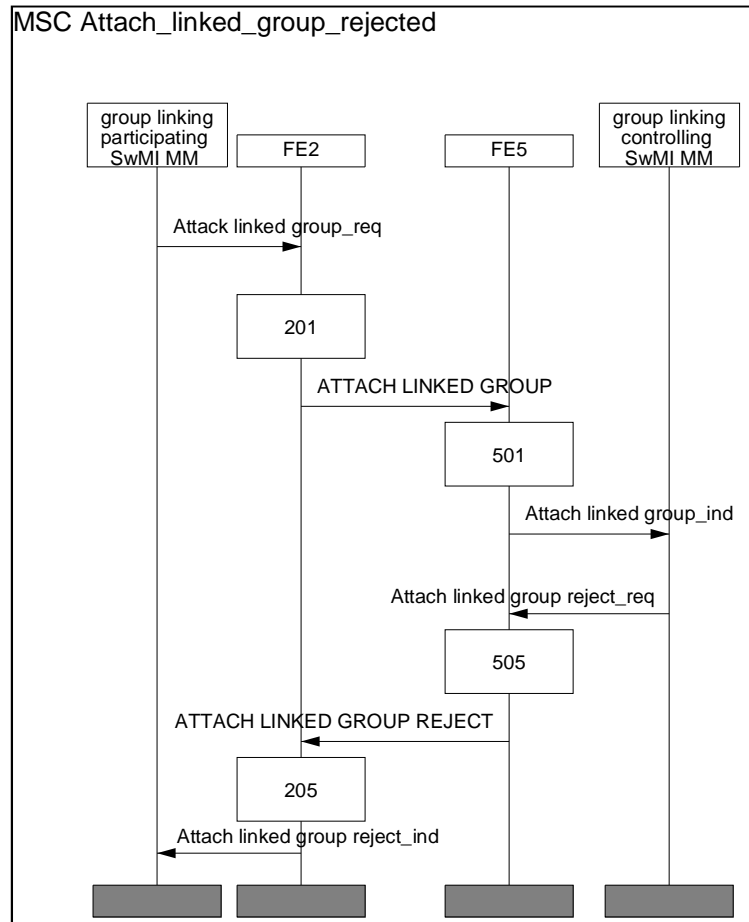 MSC Attach_linked_group_rejected
group linking
participating
SwMI MM
FE2
FE5
group linking
controlling
SwMI MM
Attack linked group_req
201
ATTACH LINKED GROUP
501
Attach linked group_ind
Attach linked group reject_req
505
ATTACH LINKED GROUP REJECT
205
Attach linked group reject_ind